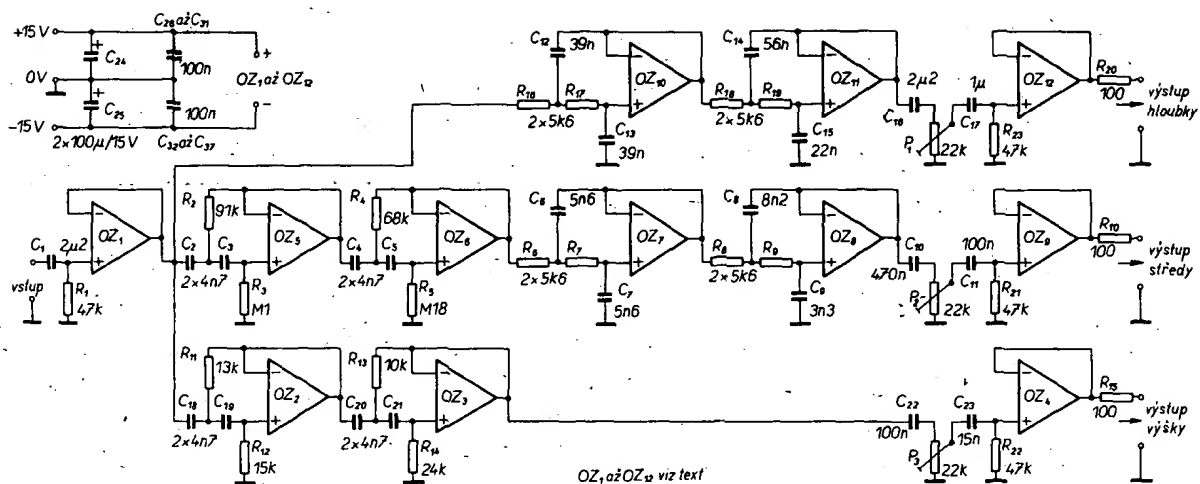 +15V
0V
-15V
C24
C25
2×100µ/15V
C26 až C31
100n
100n
C32 až C37
+
OZ1 až OZ12
-
C12
39n
OZ10
R16
R17
2×5k6
C13
39n
C14
56n
OZ11
R18
R19
2×5k6
C15
22n
2µ2
C16
P1
22k
1µ
C17
R23
47k
OZ12
R20
100
výstup
hloubky
C1
2µ2
vstup
R1
47k
OZ1
R2
91k
C2
C3
2×4n7
R3
M1
OZ5
R4
68k
C4
C5
2×4n7
R5
M18
OZ6
C6
5n6
R6
R7
2×5k6
C7
5n6
OZ7
C8
8n2
R8
R9
2×5k6
C9
3n3
OZ8
C10
470n
P2
22k
100n
C11
R21
47k
OZ9
R10
100
výstup
středy
R11
13k
C18
C19
2×4n7
R12
15k
OZ2
R13
10k
C20
C21
2×4n7
R14
24k
OZ3
C22
100n
P3
22k
C23
15n
R22
47k
OZ4
R15
100
výstup
výšky
OZ1 až OZ12 viz text